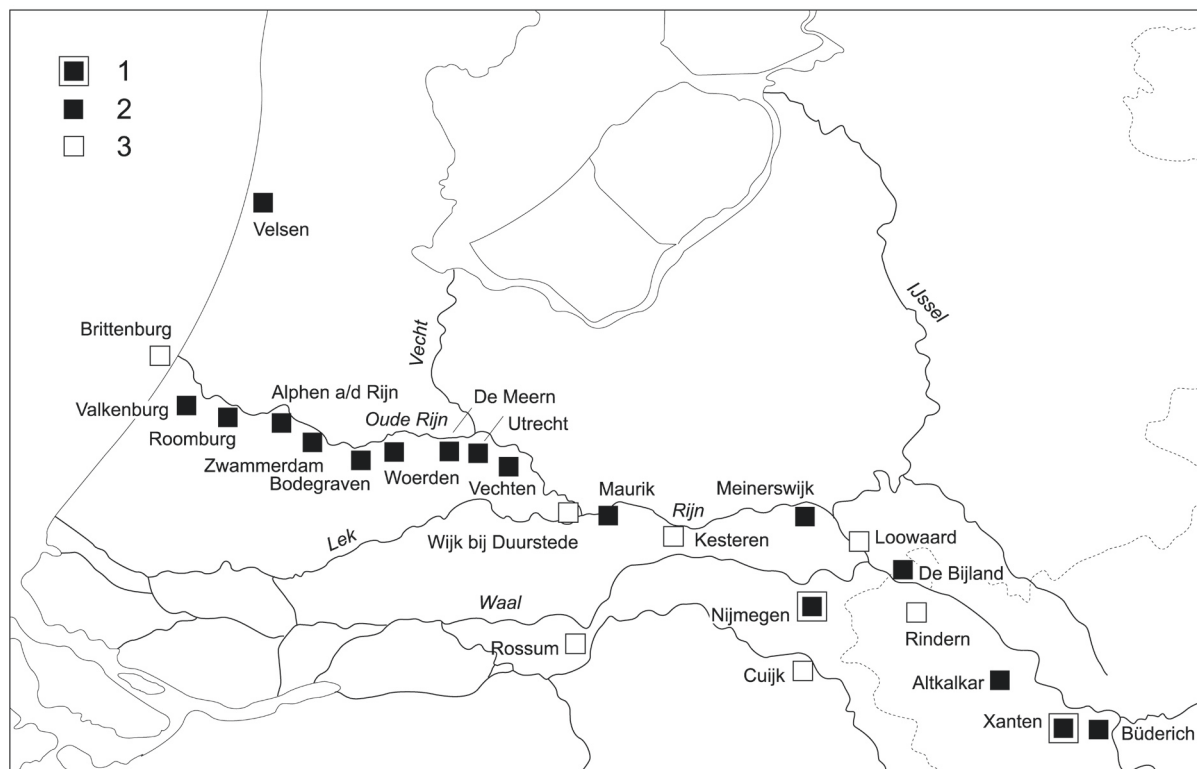 1
2
3
Velsen
Brittenburg
Vecht
IJssel
Valkenburg
Alphen a/d Rijn
De Meern
Oude Rijn
Utrecht
Roomburg
Zwammerdam
Bodegraven
Woerden
Vechten
Maurik
Meinerswijk
Rijn
Lek
Wijk bij Duurstede
Kesteren
Loowaard
De Bijland
Waal
Nijmegen
Rindern
Rossum
Cuijk
Altkalkar
Xanten
Büderich